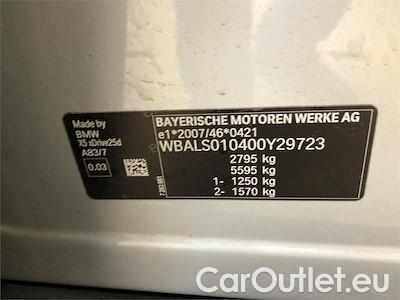 Made by
BMW
X5 xDrive25d
A83/7
0.03
BAYERISCHE MOTOREN WERKE AG
e1*2007/46*0421
WBALS010400Y29723
2795 kg
5595 kg
1- 1250 kg
2- 1570 kg
CarOutlet.eu